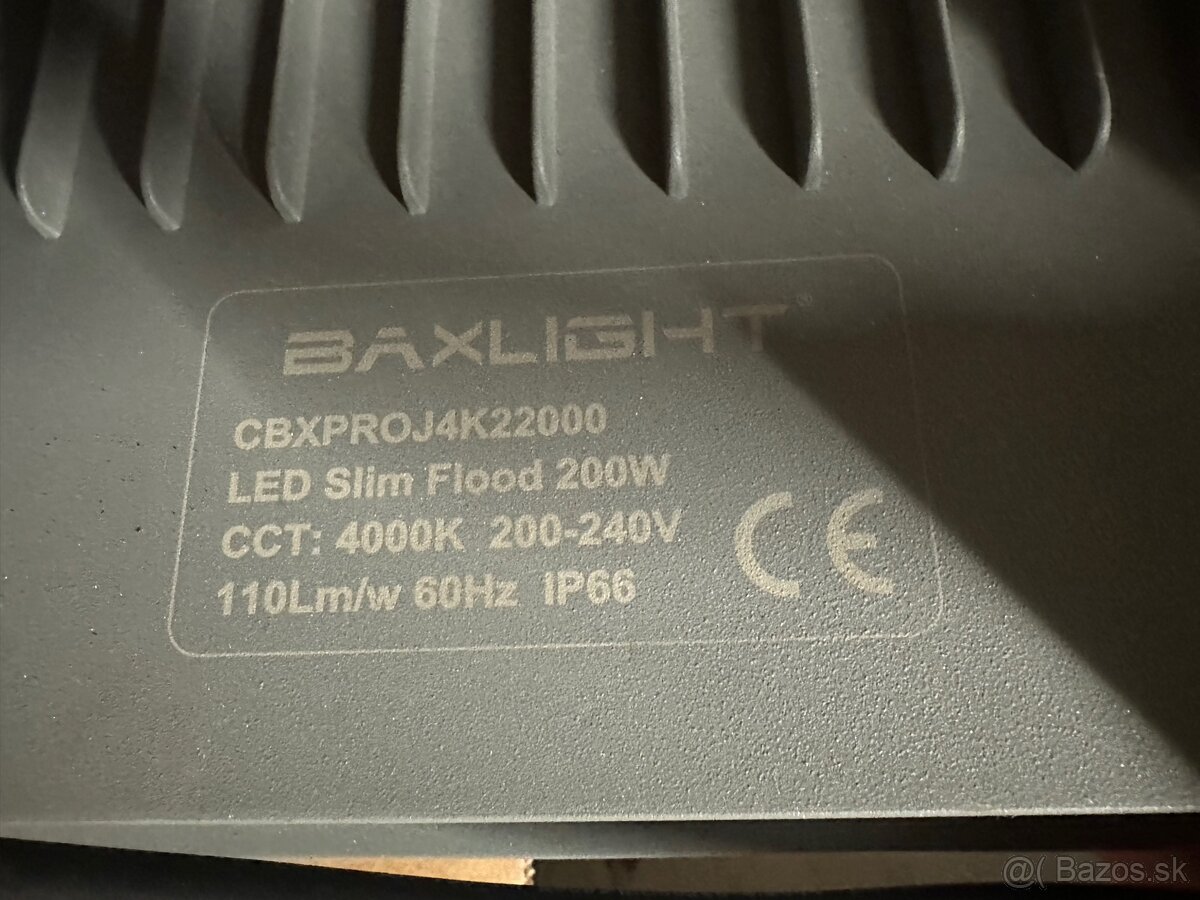 BAXLIGHT®
CBXPROJ4K22000
LED Slim Flood 200W
CCT: 4000K 200-240V
110Lm/w 60Hz IP66
CE
@( Bazos.sk